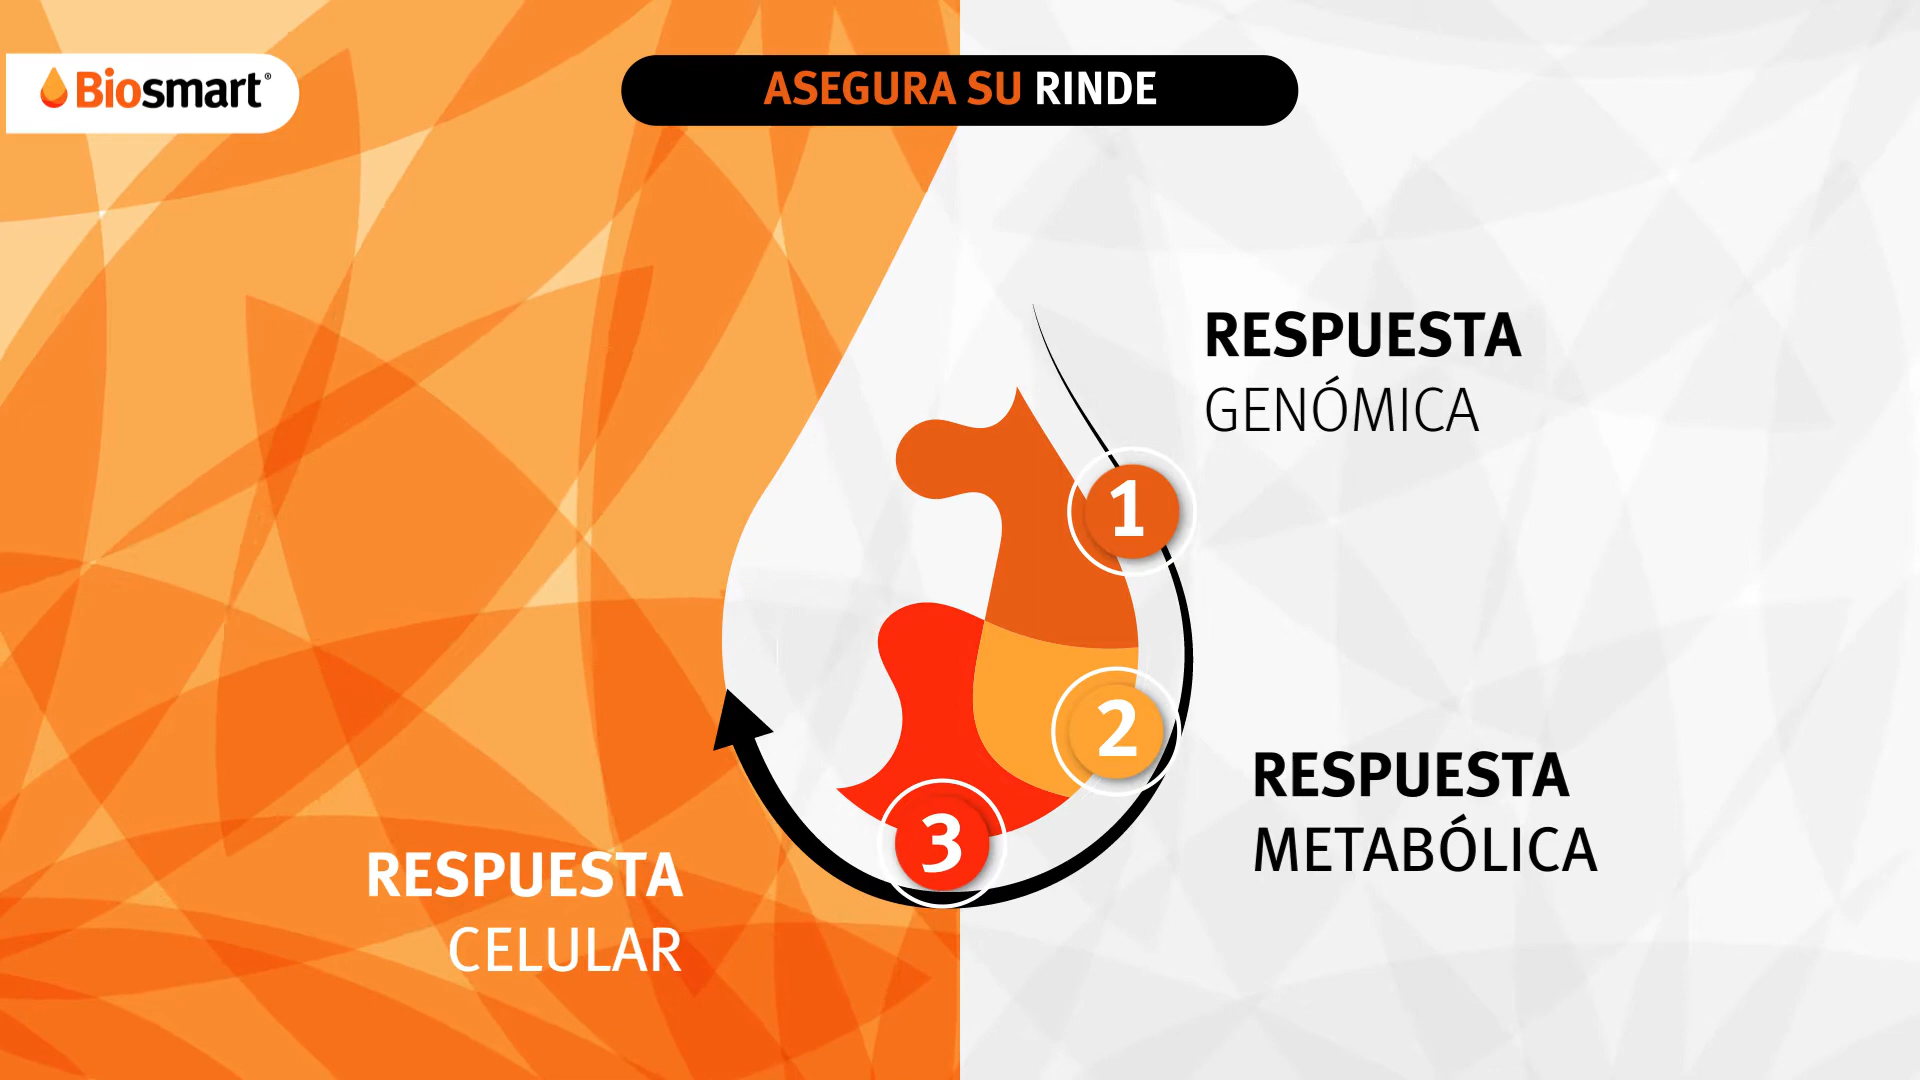 Biosmart®
ASEGURA SU RINDE
RESPUESTA
GENÓMICA
1
2
RESPUESTA
METABÓLICA
3
RESPUESTA
CELULAR